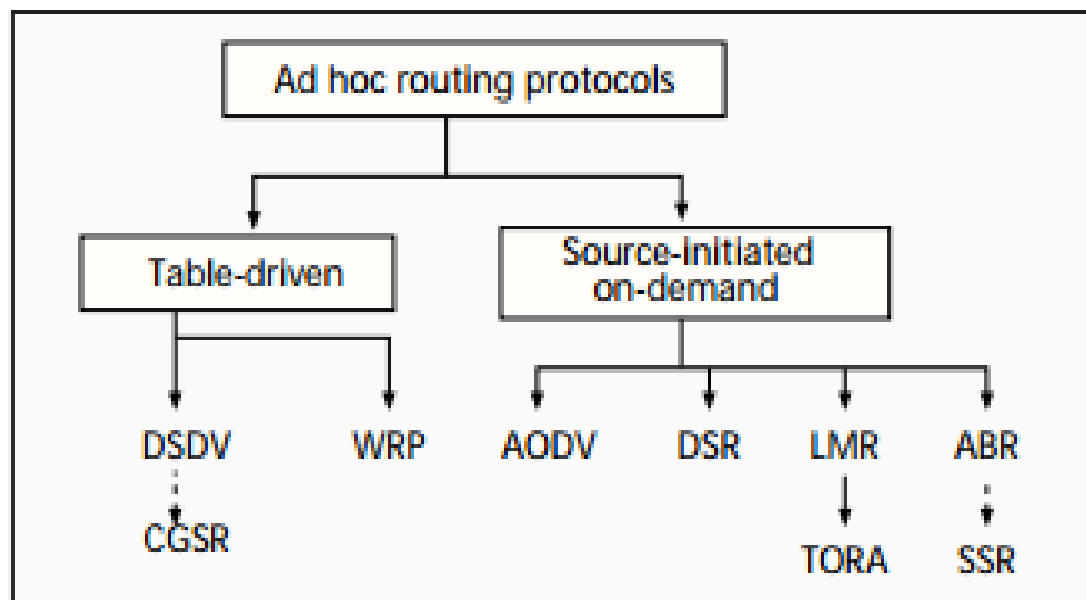 Ad hoc routing protocols
Table-driven
Source-initiated
on-demand
DSDV
WRP
AODV
DSR
LMR
ABR
CGSR
TORA
SSR